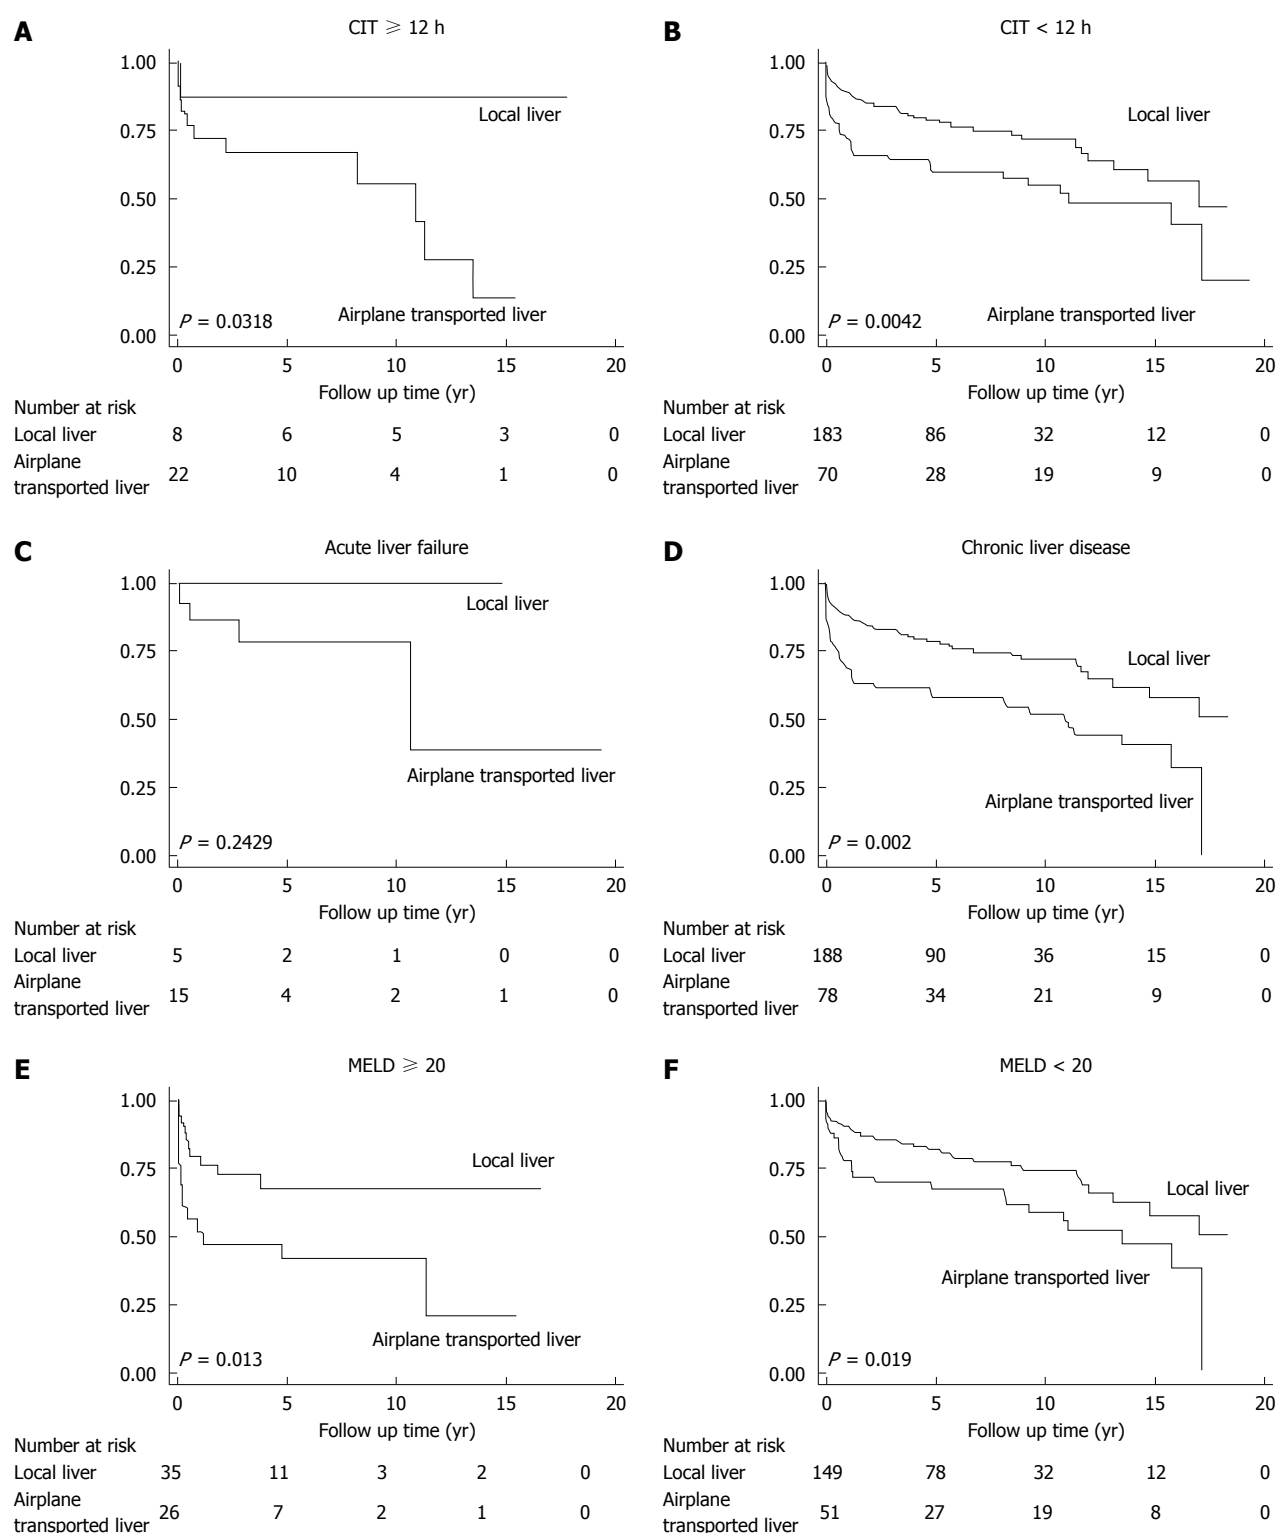 A
CIT ⩾ 12 h
1.00
0.75
0.50
0.25
0.00
Local liver
Airplane transported liver
P = 0.0318
0 5 10 15 20
Follow up time (yr)
Number at risk
Local liver 8 6 5 3 0
Airplane
transported liver 22 10 4 1 0
B
CIT < 12 h
1.00
0.75
0.50
0.25
0.00
Local liver
Airplane transported liver
P = 0.0042
0 5 10 15 20
Follow up time (yr)
Number at risk
Local liver 183 86 32 12 0
Airplane
transported liver 70 28 19 9 0
C
Acute liver failure
1.00
0.75
0.50
0.25
0.00
Local liver
Airplane transported liver
P = 0.2429
0 5 10 15 20
Follow up time (yr)
Number at risk
Local liver 5 2 1 0 0
Airplane
transported liver 15 4 2 1 0
D
Chronic liver disease
1.00
0.75
0.50
0.25
0.00
Local liver
Airplane transported liver
P = 0.002
0 5 10 15 20
Follow up time (yr)
Number at risk
Local liver 188 90 36 15 0
Airplane
transported liver 78 34 21 9 0
E
MELD ⩾ 20
1.00
0.75
0.50
0.25
0.00
Local liver
Airplane transported liver
P = 0.013
0 5 10 15 20
Follow up time (yr)
Number at risk
Local liver 35 11 3 2 0
Airplane
transported liver 26 7 2 1 0
F
MELD < 20
1.00
0.75
0.50
0.25
0.00
Local liver
Airplane transported liver
P = 0.019
0 5 10 15 20
Follow up time (yr)
Number at risk
Local liver 149 78 32 12 0
Airplane
transported liver 51 27 19 8 0